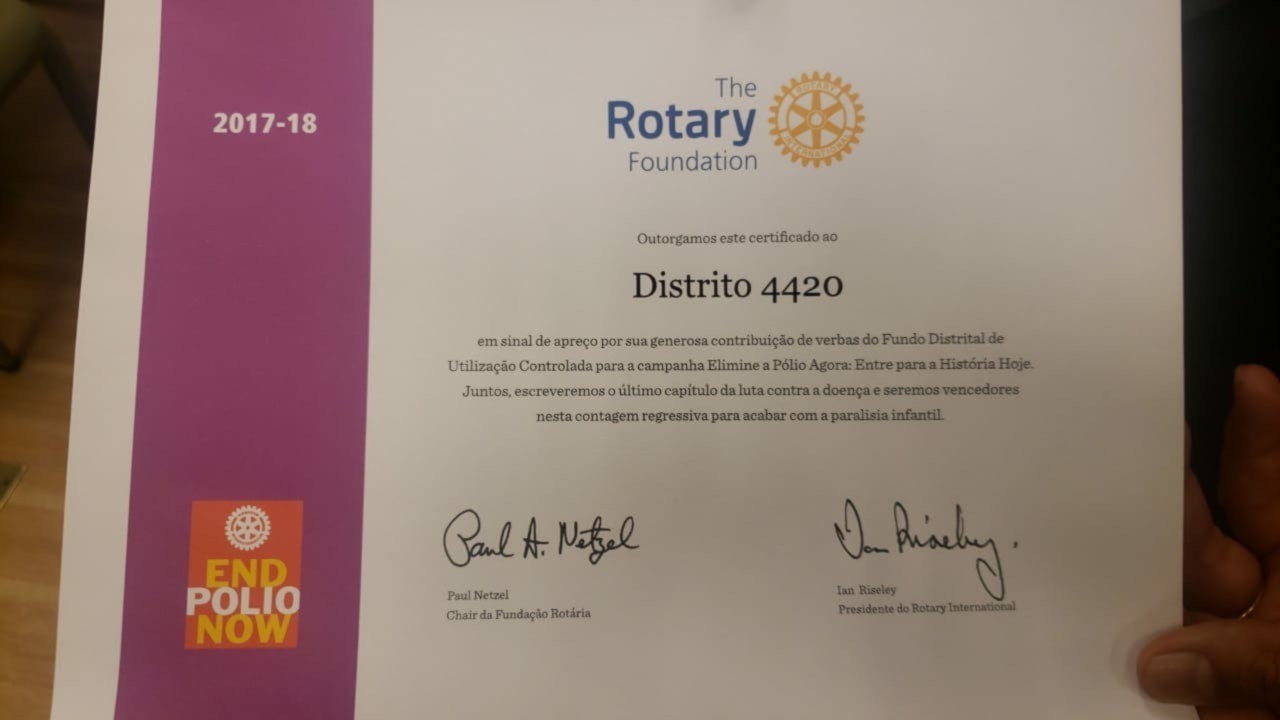 2017-18
The
Rotary
Foundation
ROTARY
INTERNATIONAL
Outorgamos este certificado ao
Distrito 4420
em sinal de apreço por sua generosa contribuição de verbas do Fundo Distrital de
Utilização Controlada para a campanha Elimine a Pólio Agora: Entre para a História Hoje.
Juntos, escreveremos o último capítulo da luta contra a doença e seremos vencedores
nesta contagem regressiva para acabar com a paralisia infantil.
Paul A. Netzel
Ian Riseley.
Paul Netzel
Chair da Fundação Rotária
Ian Riseley
Presidente do Rotary International
END
POLIO
NOW